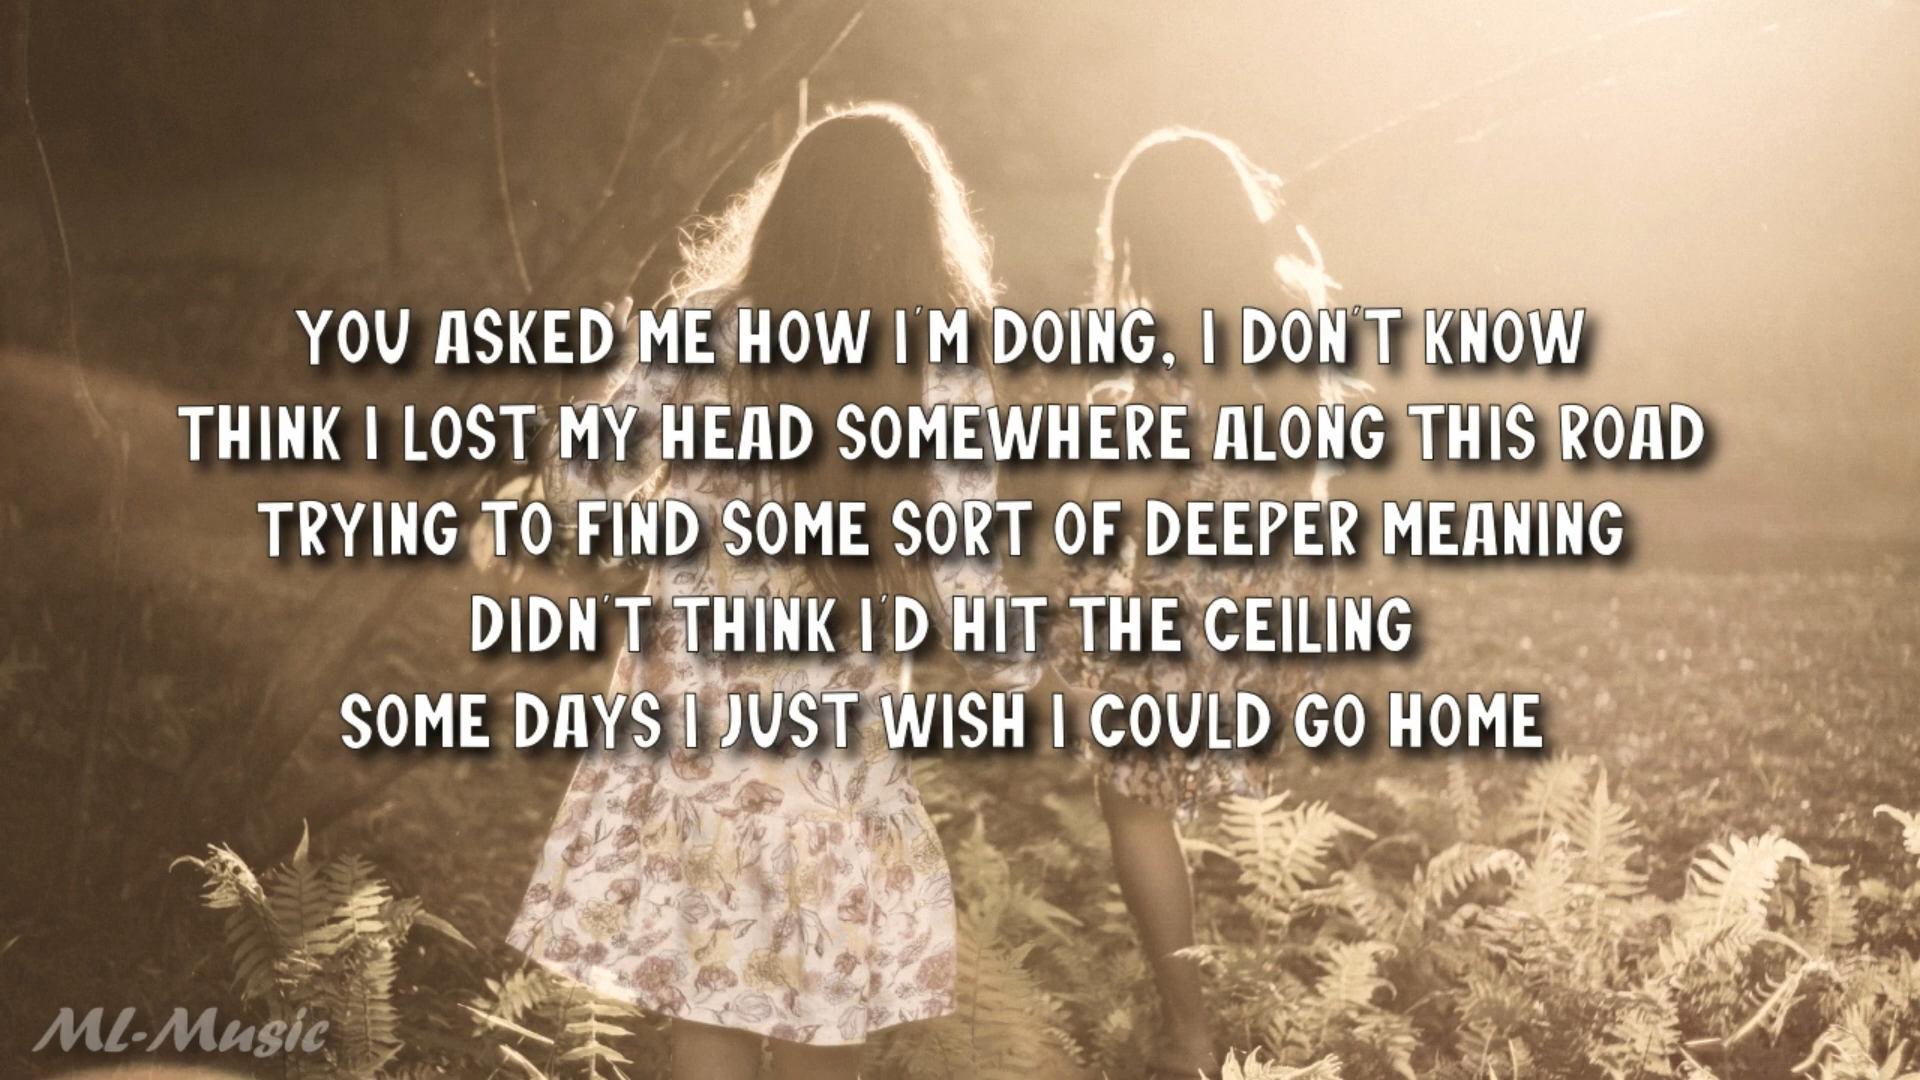 YOU ASKED ME HOW I'M DOING, I DON'T KNOW
THINK I LOST MY HEAD SOMEWHERE ALONG THIS ROAD
TRYING TO FIND SOME SORT OF DEEPER MEANING
DIDN'T THINK I'D HIT THE CEILING
SOME DAYS I JUST WISH I COULD GO HOME
ML-Music